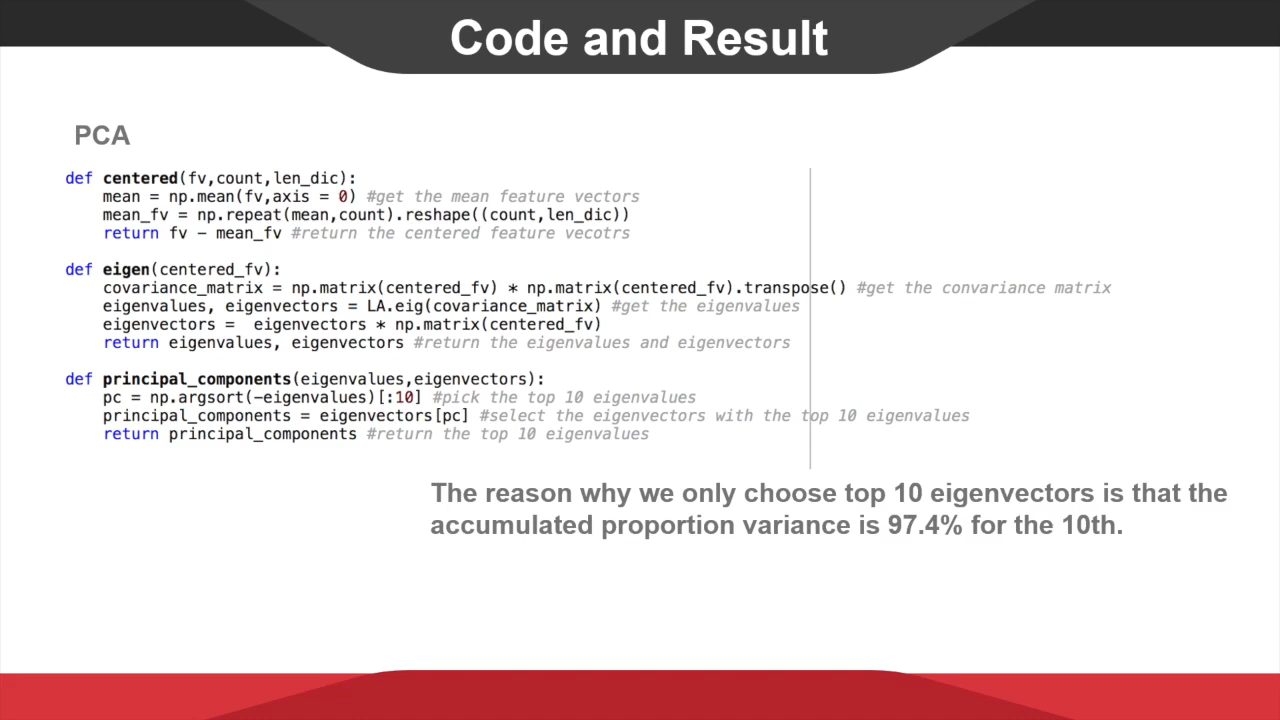 Code and Result
PCA
def centered(fv,count,len_dic):
    mean = np.mean(fv,axis = 0) #get the mean feature vectors
    mean_fv = np.repeat(mean,count).reshape((count,len_dic))
    return fv - mean_fv #return the centered feature vecotrs
def eigen(centered_fv):
    covariance_matrix = np.matrix(centered_fv) * np.matrix(centered_fv).transpose() #get the convariance matrix
    eigenvalues, eigenvectors = LA.eig(covariance_matrix) #get the eigenvalues
    eigenvectors =  eigenvectors * np.matrix(centered_fv)
    return eigenvalues, eigenvectors #return the eigenvalues and eigenvectors
def principal_components(eigenvalues,eigenvectors):
    pc = np.argsort(-eigenvalues)[:10] #pick the top 10 eigenvalues
    principal_components = eigenvectors[pc] #select the eigenvectors with the top 10 eigenvalues
    return principal_components #return the top 10 eigenvalues
The reason why we only choose top 10 eigenvectors is that the
accumulated proportion variance is 97.4% for the 10th.